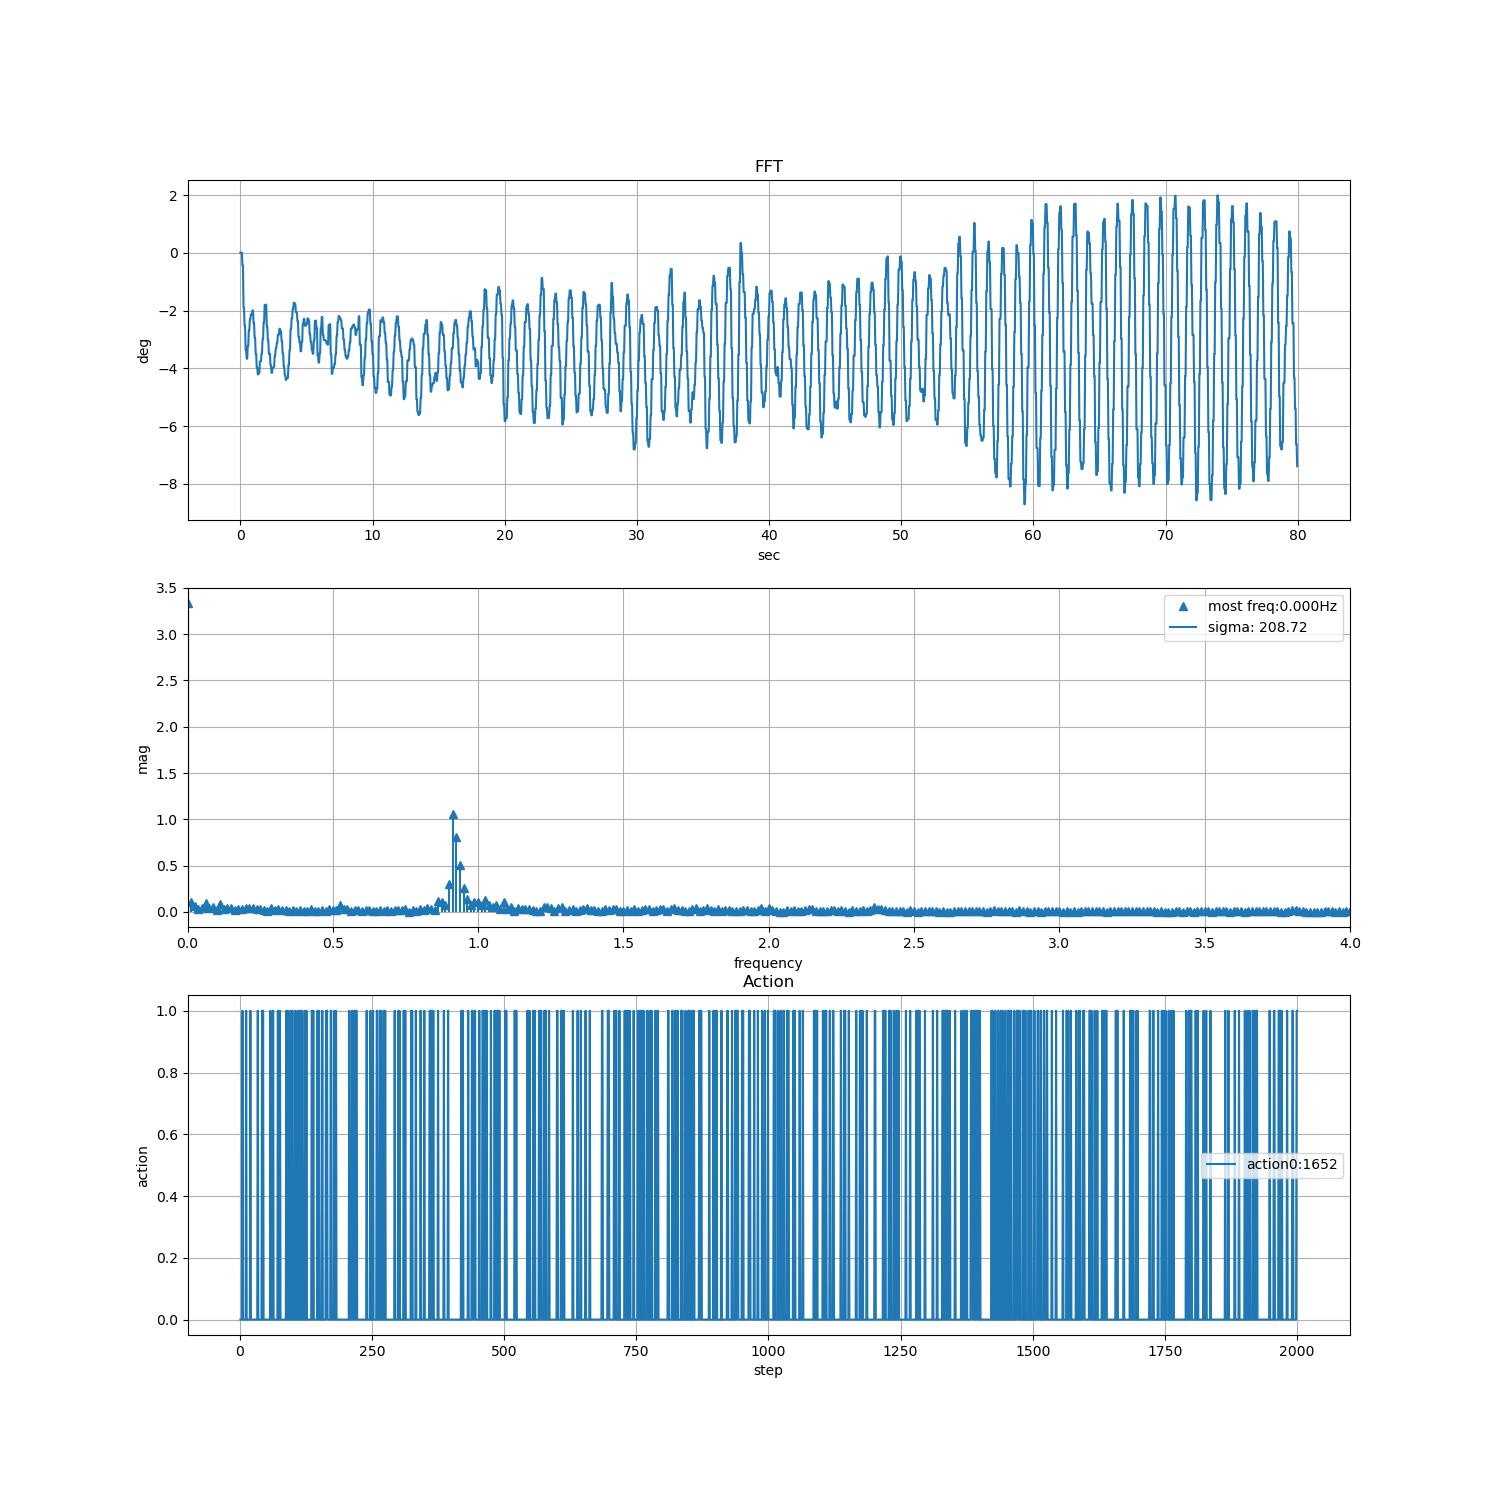 FFT
2
0
−2
−4
−6
−8
deg
0 10 20 30 40 50 60 70 80
sec
3.5
3.0
2.5
2.0
1.5
1.0
0.5
0.0
mag
most freq:0.000Hz
sigma: 208.72
0.0 0.5 1.0 1.5 2.0 2.5 3.0 3.5 4.0
frequency
Action
1.0
0.8
0.6
0.4
0.2
0.0
action
action0:1652
0 250 500 750 1000 1250 1500 1750 2000
step